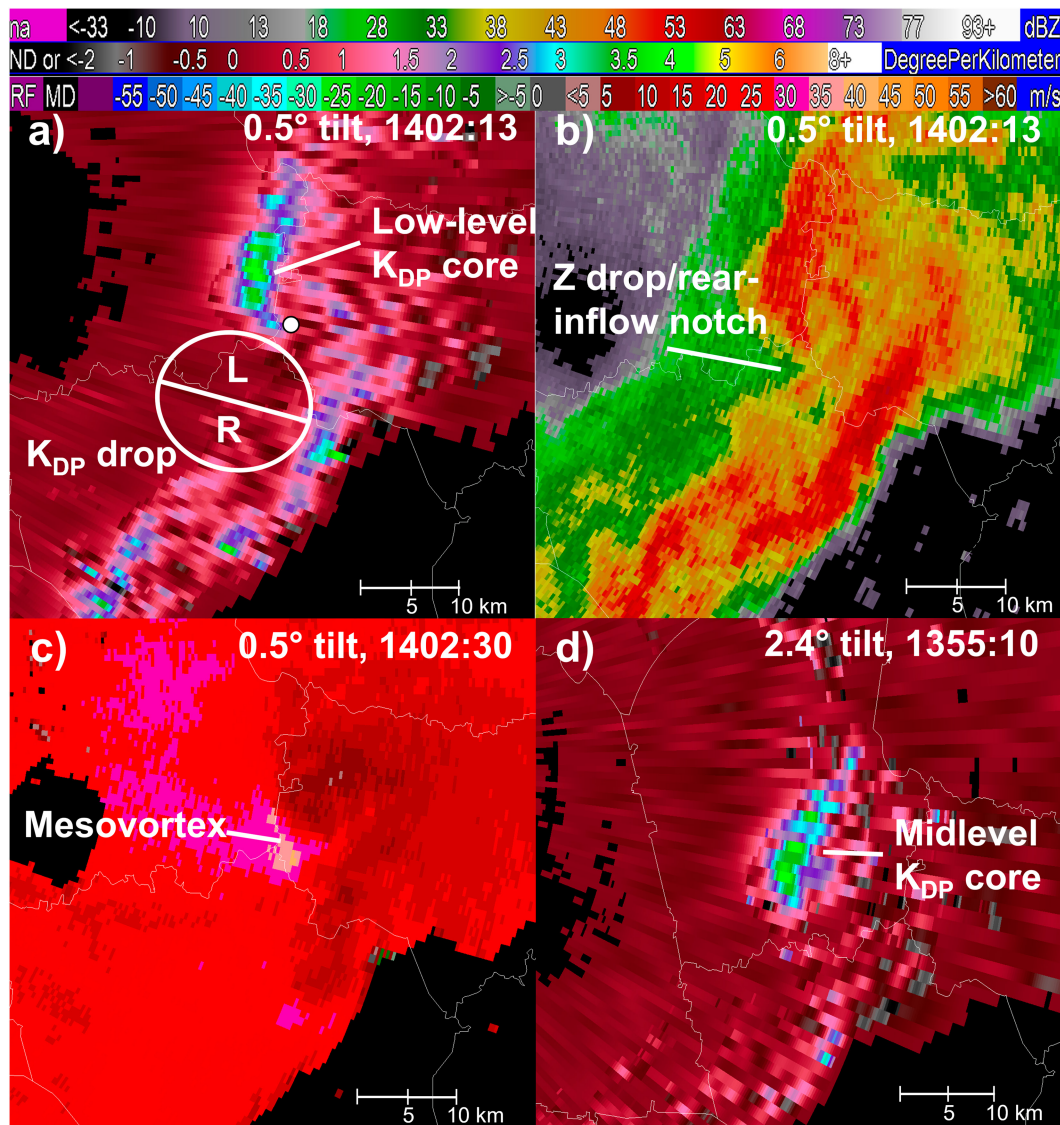 na <-33 -10 10 18 28 33 38 43 48 53 63 68 73 77 93+ dBZ
ND or <-2 -1 -0.5 0 0.5 1 1.5 2 2.5 3 3.5 4 5 6 8+ DegreePerKilometer
RF MD -55 -50 -45 -40 -35 -30 -25 -20 -15 -10 -5 >-5 0 <5 5 10 15 20 25 30 35 40 45 50 55 >60 m/s
a) 0.5° tilt, 1402:13
Low-level
KDP core
L
R
KDP drop
5 10 km
b) 0.5° tilt, 1402:13
Z drop/rear-
inflow notch
5 10 km
c) 0.5° tilt, 1402:30
Mesovortex
5 10 km
d) 2.4° tilt, 1355:10
Midlevel
KDP core
5 10 km